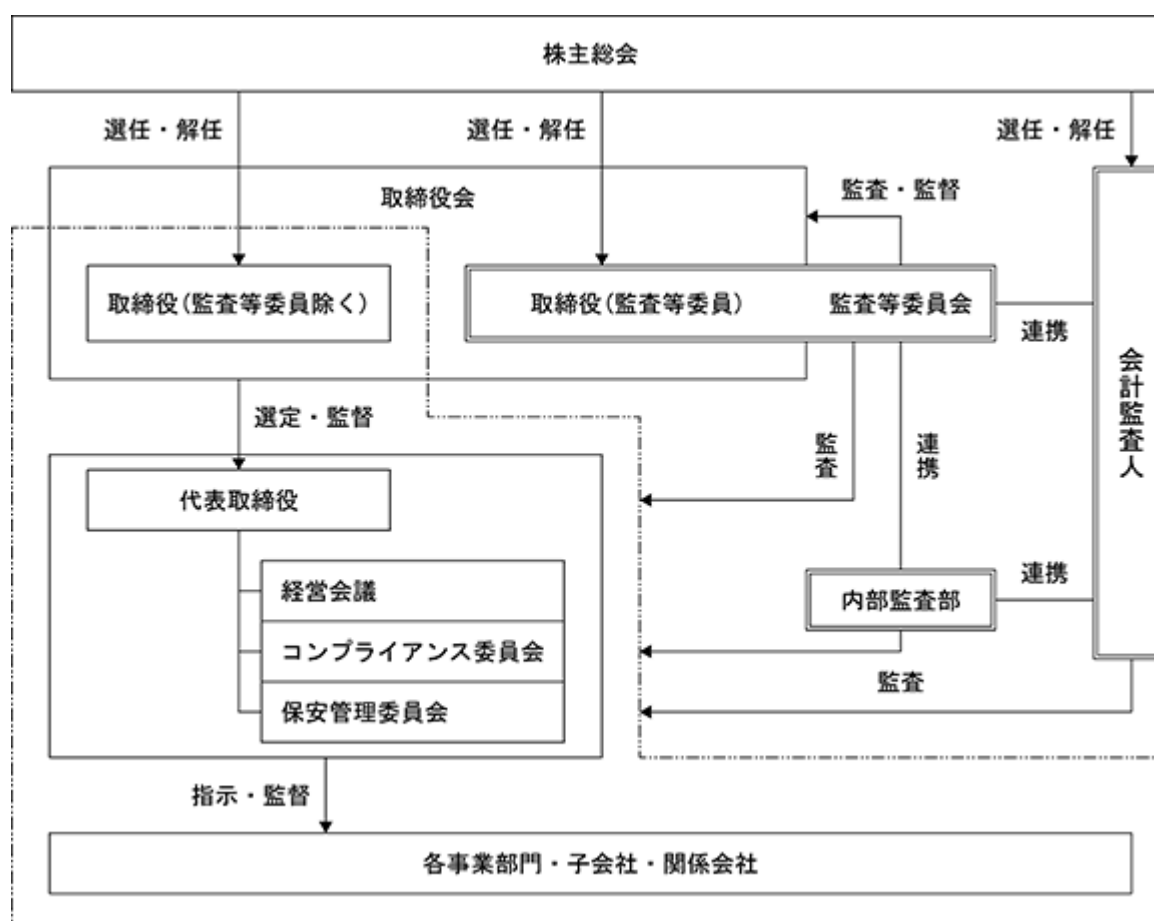 株主総会
選任・解任
選任・解任
選任・解任
取締役会
監査・監督
取締役(監査等委員除く)
取締役(監査等委員)
監査等委員会
連携
会計監査人
選定・監督
監査
連携
代表取締役
経営会議
連携
内部監査部
コンプライアンス委員会
監査
保安管理委員会
指示・監督
各事業部門・子会社・関係会社